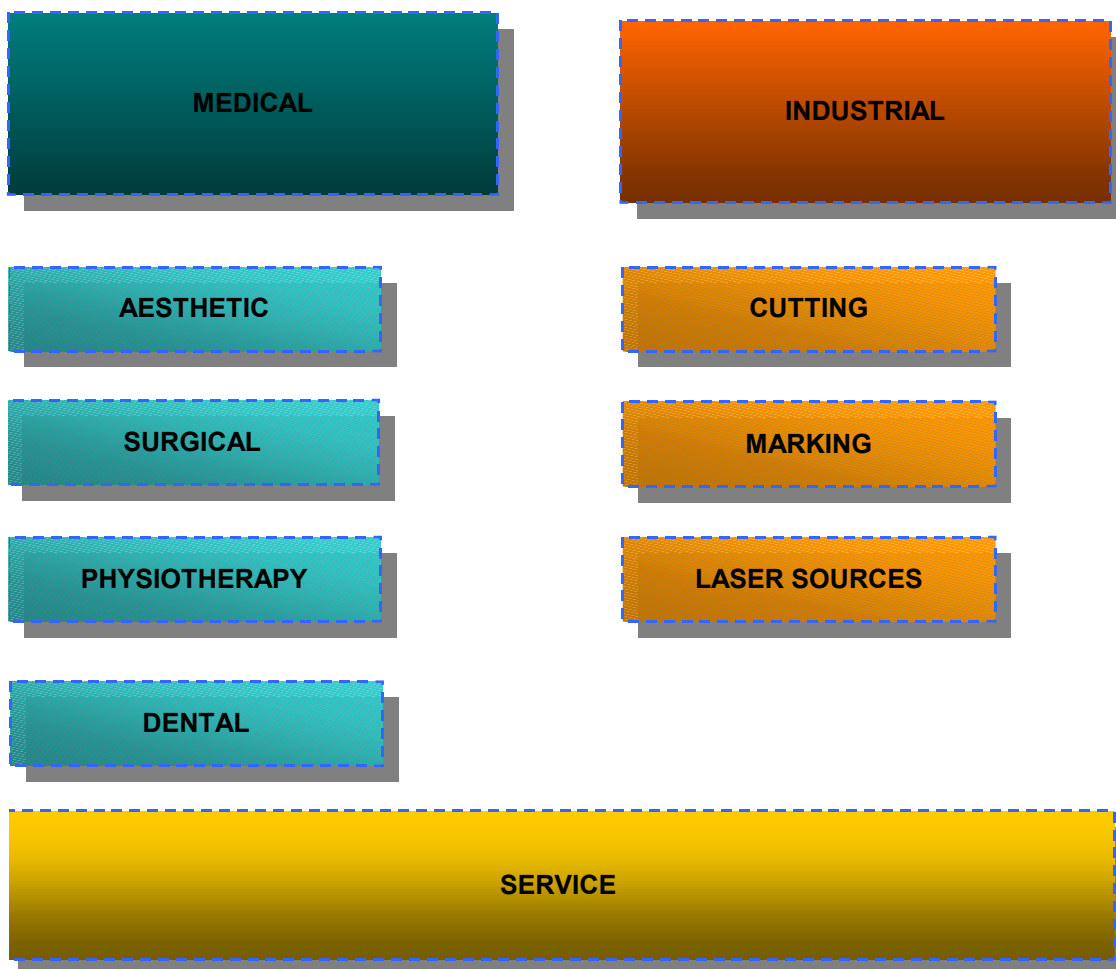 MEDICAL
INDUSTRIAL
AESTHETIC
CUTTING
SURGICAL
MARKING
PHYSIOTHERAPY
LASER SOURCES
DENTAL
SERVICE